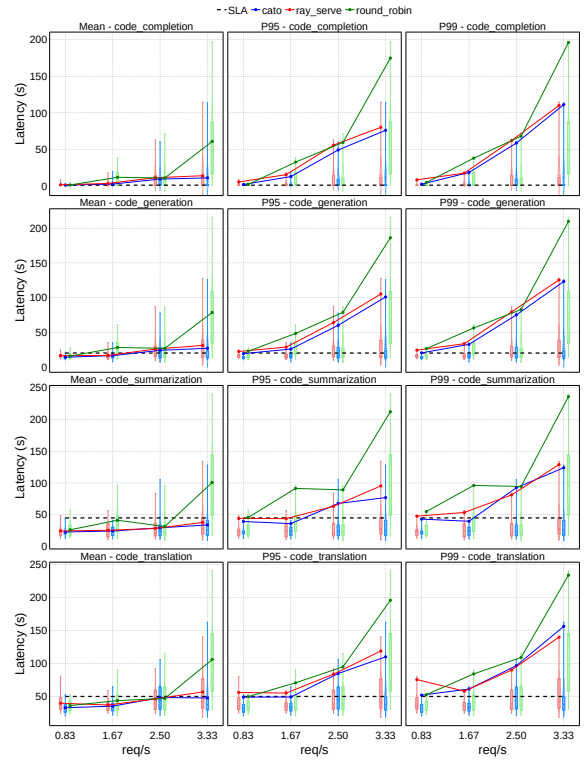 SLA cato ray_serve round_robin
Mean - code_completion P95 - code_completion P99 - code_completion
Latency (s)
200
150
100
50
0
Mean - code_generation P95 - code_generation P99 - code_generation
Latency (s)
200
150
100
50
0
Mean - code_summarization P95 - code_summarization P99 - code_summarization
Latency (s)
250
200
150
100
50
0
Mean - code_translation P95 - code_translation P99 - code_translation
Latency (s)
250
200
150
100
50
0.83 1.67 2.50 3.33 0.83 1.67 2.50 3.33 0.83 1.67 2.50 3.33
req/s req/s req/s